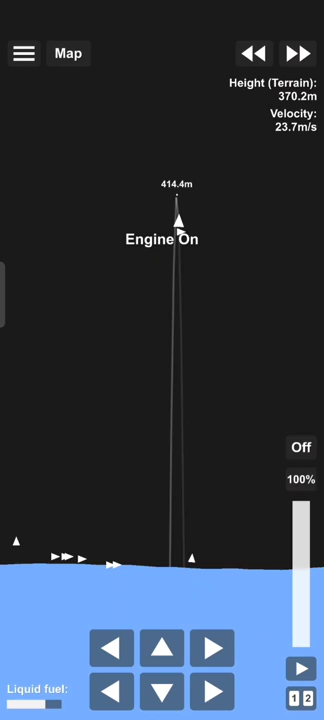 Map
Height (Terrain):
370.2m
Velocity:
23.7m/s
414.4m
Engine On
Off
100%
Liquid fuel:
1 2